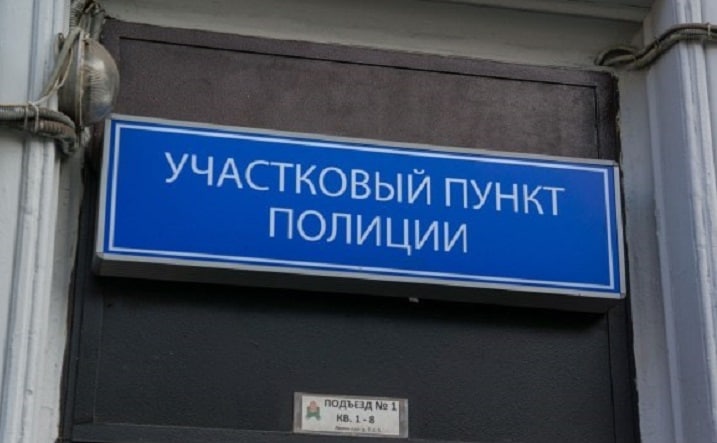 УЧАСТКОВЫЙ ПУНКТ
ПОЛИЦИИ
ПОДЪЕЗД № 1
КВ. 1 - 8